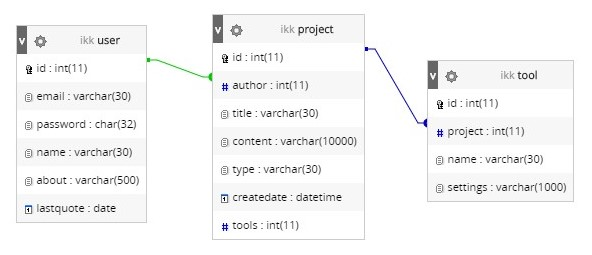 v ikk user
id : int(11)
email : varchar(30)
password : char(32)
name : varchar(30)
about : varchar(500)
lastquote : date
v ikk project
id : int(11)
# author : int(11)
title : varchar(30)
content : varchar(10000)
type : varchar(30)
createdate : datetime
# tools : int(11)
v ikk tool
id : int(11)
# project : int(11)
name : varchar(30)
settings : varchar(1000)